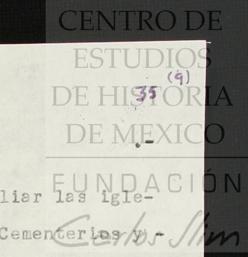 CENTRO DE
ESTUDIOS
(9)
35
DE HISTORIA
DE MEXICO
.-
FUNDACIÓN
liar las igle-
Carlos Slim
Cementerios y -